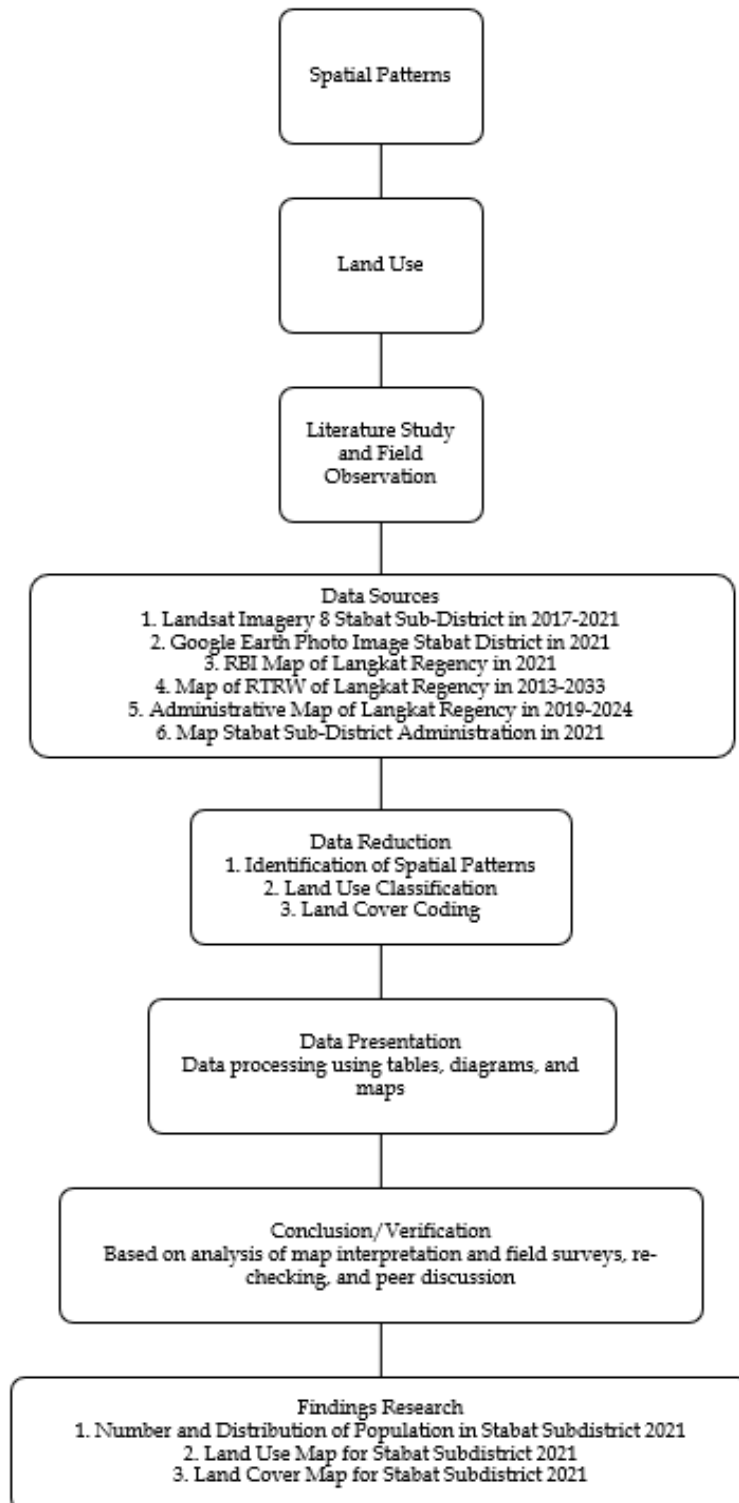 Spatial Patterns
Land Use
Literature Study
and Field
Observation
Data Sources
1. Landsat Imagery 8 Stabat Sub-District in 2017-2021
2. Google Earth Photo Image Stabat District in 2021
3. RBI Map of Langkat Regency in 2021
4. Map of RTRW of Langkat Regency in 2013-2033
5. Administrative Map of Langkat Regency in 2019-2024
6. Map Stabat Sub-District Administration in 2021
Data Reduction
1. Identification of Spatial Patterns
2. Land Use Classification
3. Land Cover Coding
Data Presentation
Data processing using tables, diagrams, and
maps
Conclusion/Verification
Based on analysis of map interpretation and field surveys, re-
checking, and peer discussion
Findings Research
1. Number and Distribution of Population in Stabat Subdistrict 2021
2. Land Use Map for Stabat Subdistrict 2021
3. Land Cover Map for Stabat Subdistrict 2021